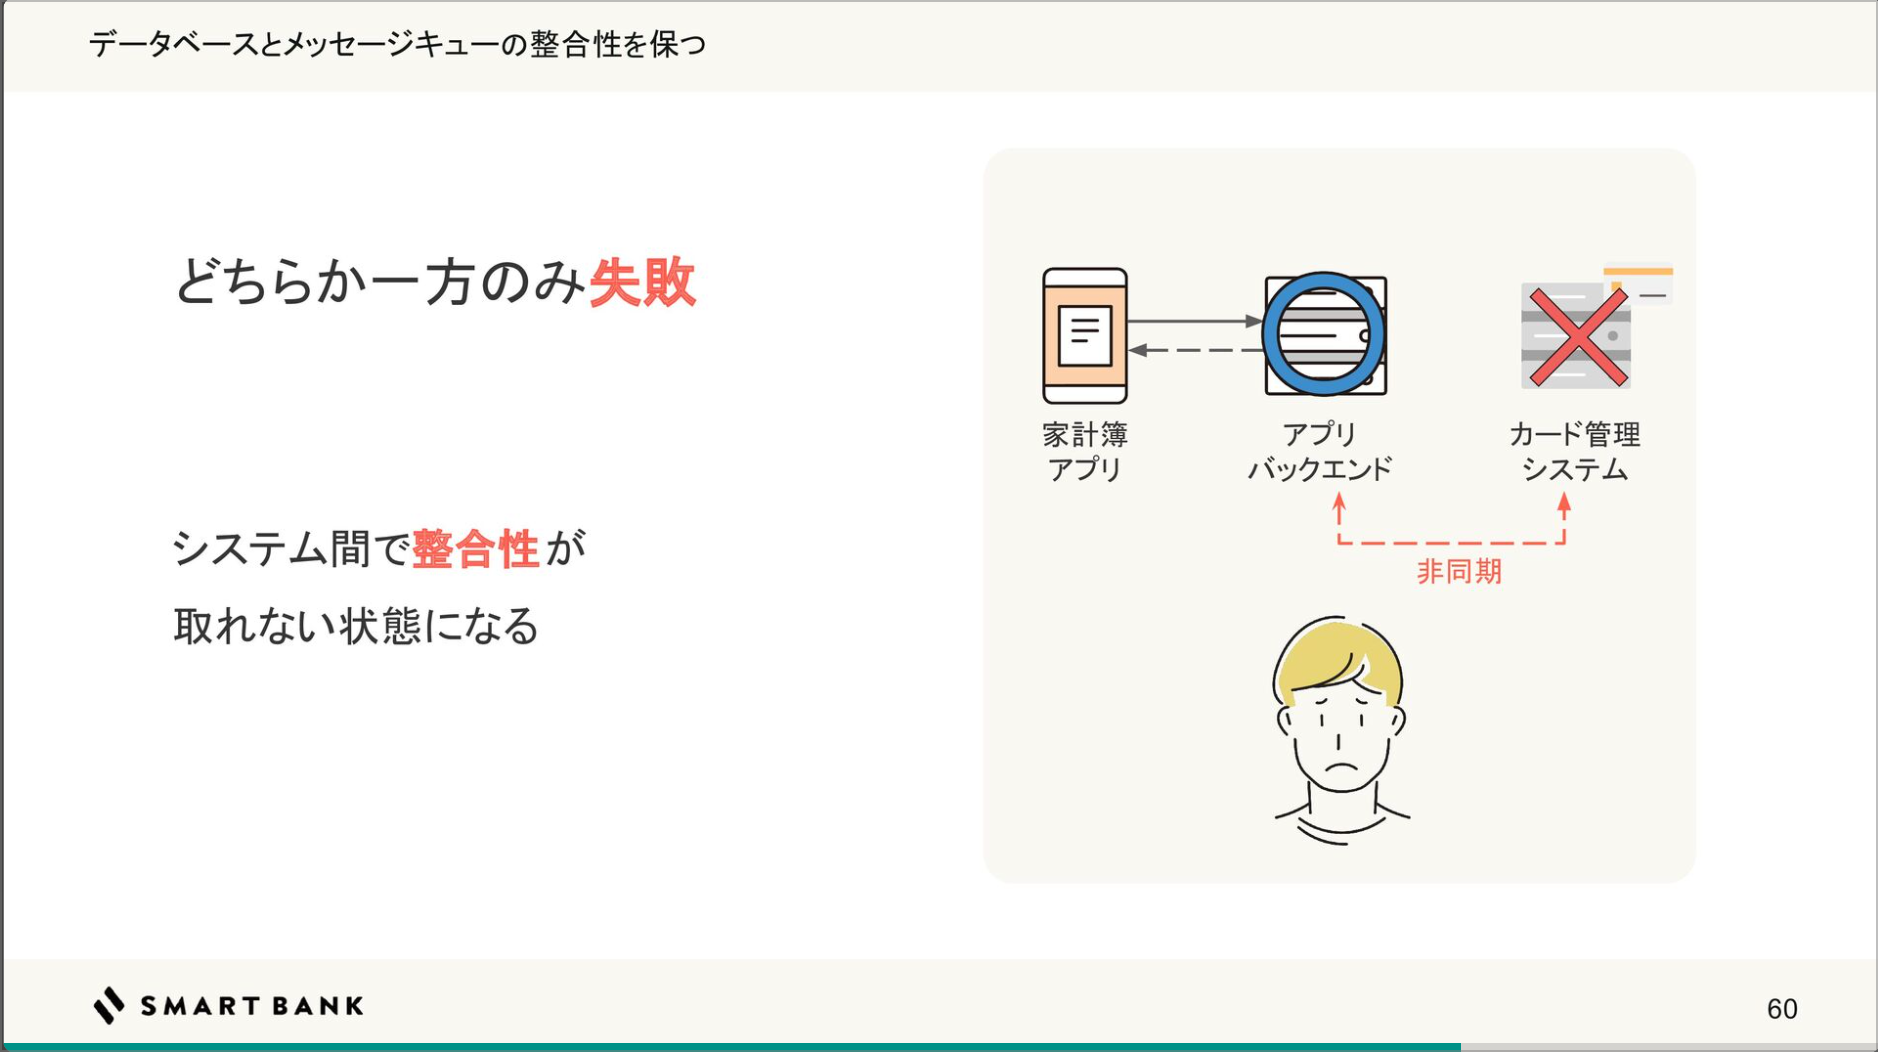 データベースとメッセージキューの整合性を保つ
どちらか一方のみ失敗
システム間で整合性が
取れない状態になる
家計簿
アプリ
アプリ
バックエンド
カード管理
システム
非同期
SMART BANK
60